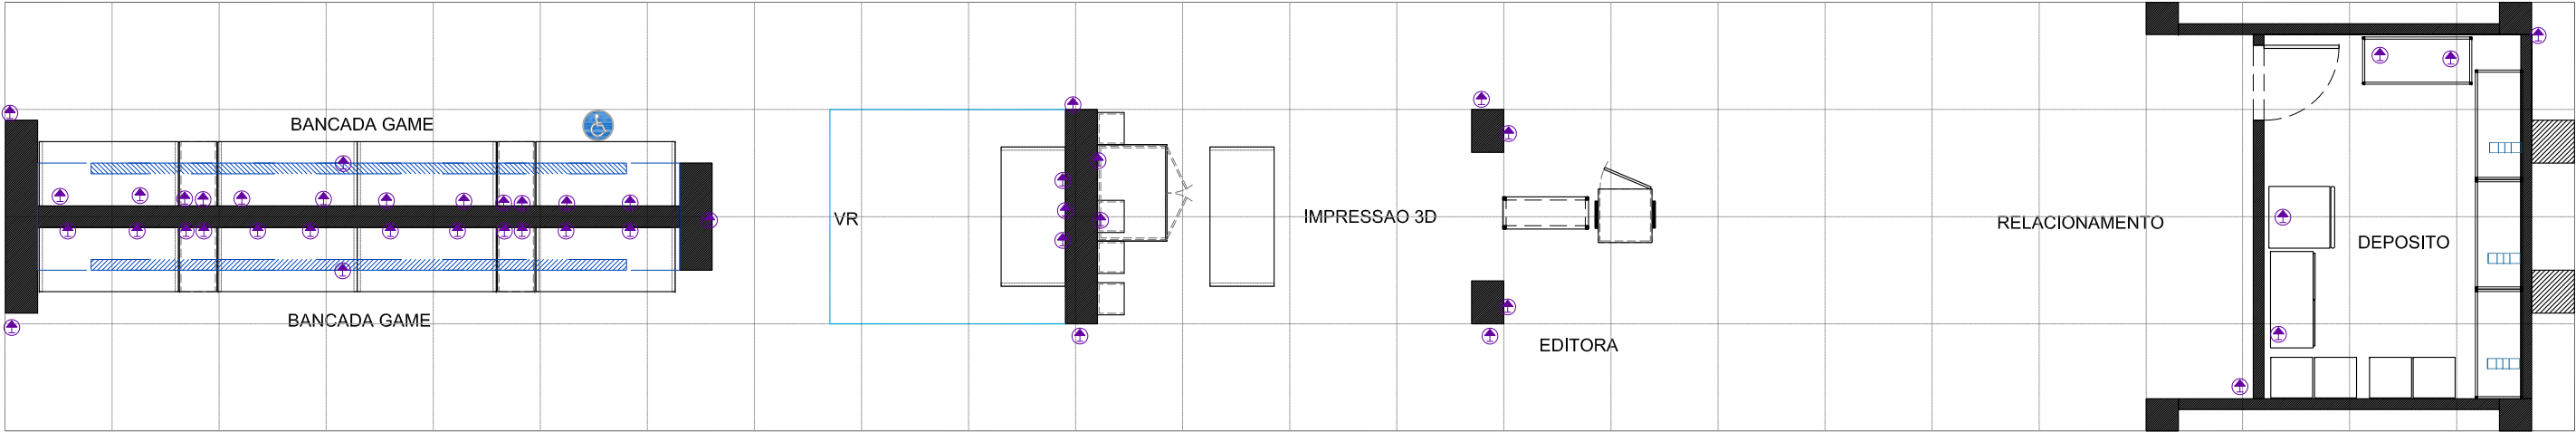 BANCADA GAME
BANCADA GAME
VR
IMPRESSAO 3D
EDITORA
RELACIONAMENTO
DEPOSITO